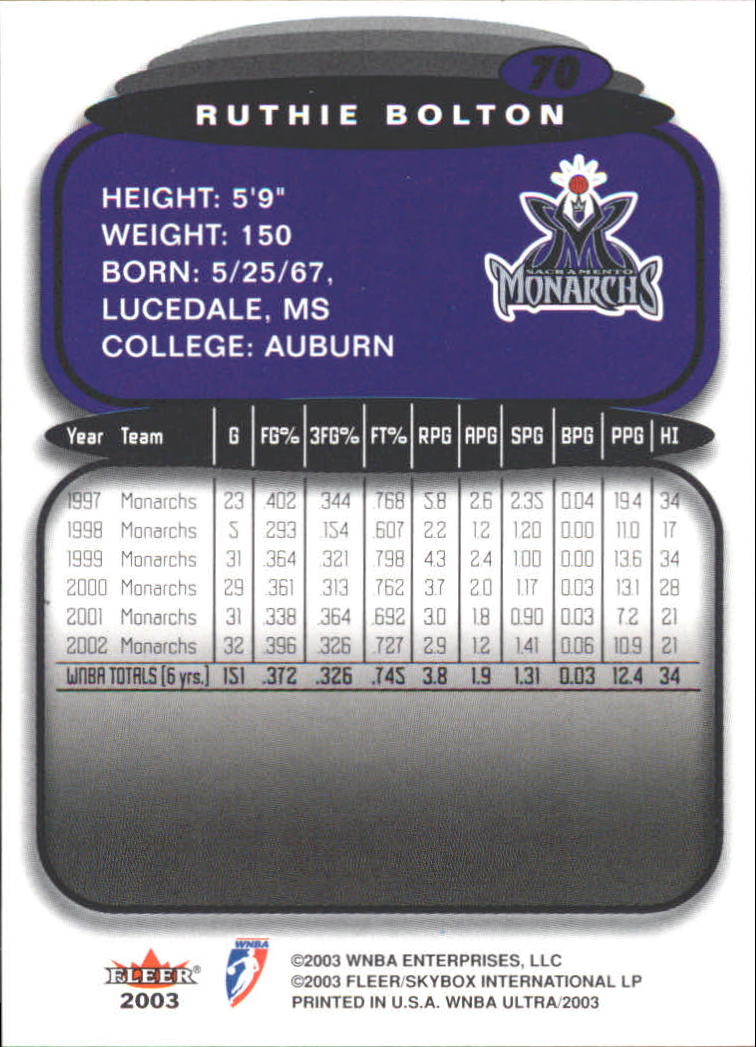 70
RUTHIE BOLTON
HEIGHT: 5'9"
WEIGHT: 150
BORN: 5/25/67,
LUCEDALE, MS
COLLEGE: AUBURN
SACRAMENTO
MONARCHS
Year Team G FG% 3FG% FT% RPG APG SPG BPG PPG HI
1997 Monarchs 23 .402 .344 .768 5.8 2.6 2.35 0.04 19.4 34
1998 Monarchs 5 .293 .154 .607 2.2 1.2 1.20 0.00 11.0 17
1999 Monarchs 31 .364 .321 .798 4.3 2.4 1.00 0.00 13.6 34
2000 Monarchs 29 .361 .313 .762 3.7 2.0 1.17 0.03 13.1 28
2001 Monarchs 31 .338 .364 .692 3.0 1.8 0.90 0.03 7.2 21
2002 Monarchs 32 .396 .326 .727 2.9 1.2 1.41 0.06 10.9 21
WNBA TOTALS (6 yrs.) 151 .372 .326 .745 3.8 1.9 1.31 0.03 12.4 34
FLEER®
2003
WNBA
©2003 WNBA ENTERPRISES, LLC
©2003 FLEER/SKYBOX INTERNATIONAL LP
PRINTED IN U.S.A. WNBA ULTRA/2003